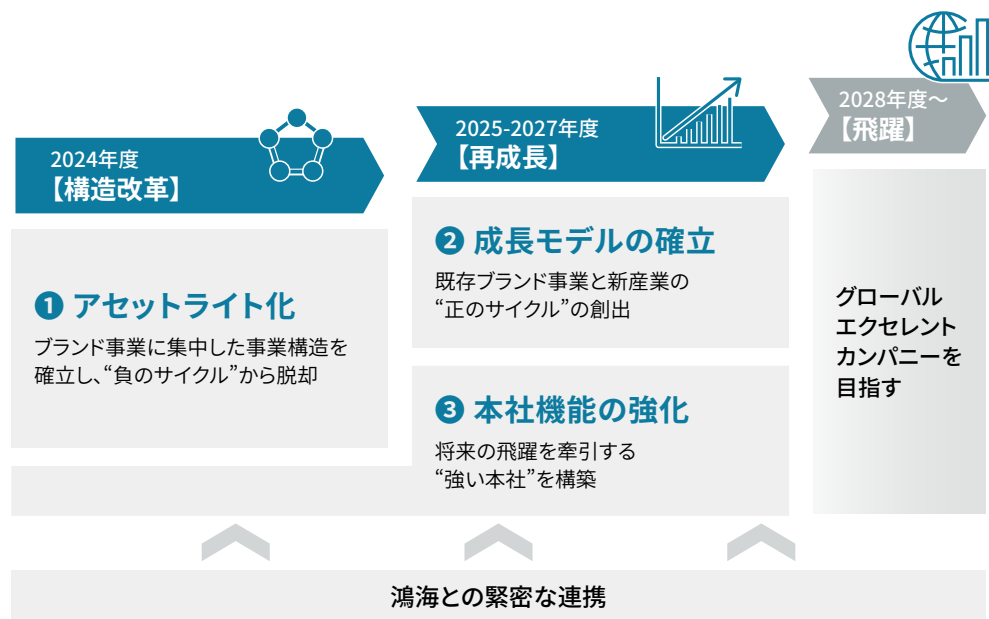 2024年度
【構造改革】
❶ アセットライト化
ブランド事業に集中した事業構造を
確立し、“負のサイクル”から脱却
2025-2027年度
【再成長】
❷ 成長モデルの確立
既存ブランド事業と新産業の
“正のサイクル”の創出
❸ 本社機能の強化
将来の飛躍を牽引する
“強い本社”を構築
2028年度～
【飛躍】
グローバル
エクセレント
カンパニーを
目指す
鴻海との緊密な連携